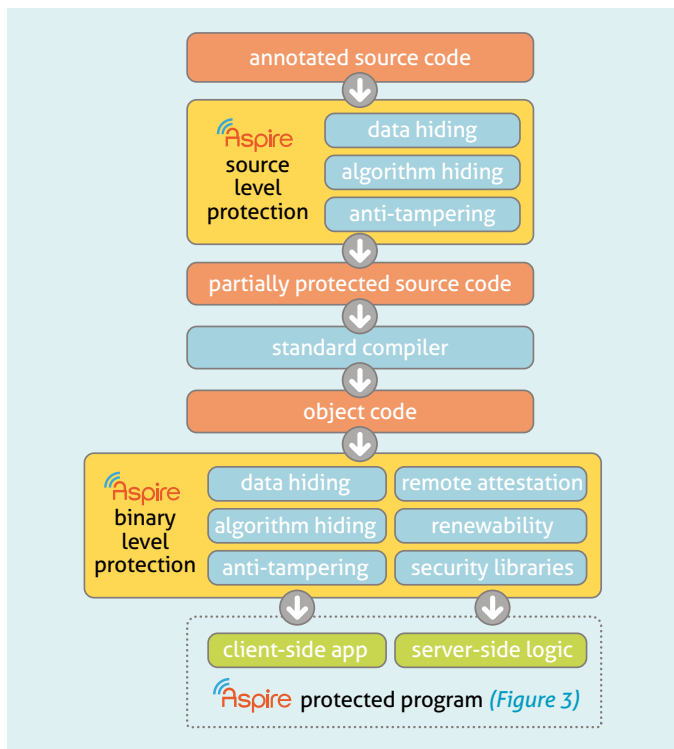 annotated source code
Aspire
source
level
protection
data hiding
algorithm hiding
anti-tampering
partially protected source code
standard compiler
object code
Aspire
binary
level
protection
data hiding
remote attestation
algorithm hiding
renewability
anti-tampering
security libraries
client-side app
server-side logic
Aspire protected program (Figure 3)